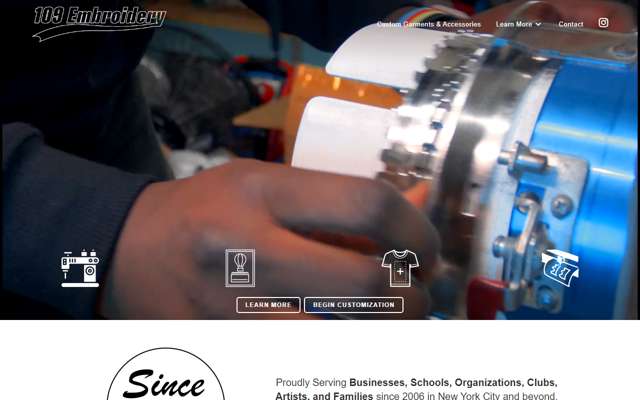 109 Embroidery
Custom Garments & Accessories
Learn More
Contact
LEARN MORE
BEGIN CUSTOMIZATION
Since
Proudly Serving Businesses, Schools, Organizations, Clubs,
Artists, and Families since 2006 in New York City and beyond.